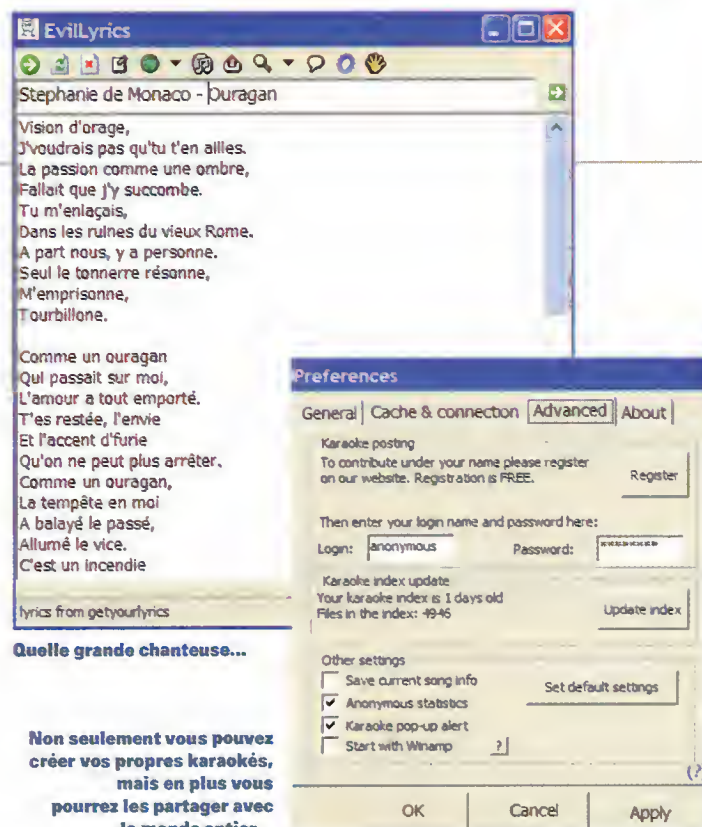 EvilLyrics
Stephanie de Monaco - Ouragan
Vision d'orage,
J'voudrais pas qu'tu t'en ailles.
La passion comme une ombre,
Fallait que j'y succombe.
Tu m'enlaçais,
Dans les ruines du vieux Rome.
A part nous, y a personne.
Seul le tonnerre résonne,
M'emprisonne,
Tourbillonne.
Comme un ouragan
Qui passait sur moi,
L'amour a tout emporté.
T'es restée, l'envie
Et l'accent d'furie
Qu'on ne peut plus arrêter.
Comme un ouragan,
La tempête en moi
A balayé le passé,
Allumé le vice.
C'est un incendie
lyrics from getyourlyrics
Quelle grande chanteuse...
Non seulement vous pouvez
créer vos propres karaokés,
mais en plus vous
pourrez les partager avec
le monde entier
Preferences
General Cache & connection Advanced About
Karaoke posting
To contribute under your name please register
on our website. Registration is FREE.
Register
Then enter your login name and password here:
Login: anonymous Password: ********
Karaoke index update
Your karaoke index is 1 days old
Files in the index: 4946
Update index
Other settings
Save current song info
Set default settings
Anonymous statistics
Karaoke pop-up alert
Start with Winamp ?
(?
OK Cancel Apply